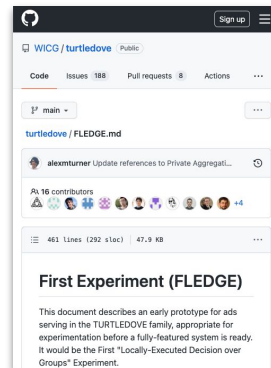 Sign up
WICG / turtledove Public
Code Issues 188 Pull requests 8 Actions ...
main
...
turtledove / FLEDGE.md
alexmturner Update references to Private Aggregati...
16 contributors
+4
461 lines (292 sloc) 47.9 KB
...
First Experiment (FLEDGE)
This document describes an early prototype for ads
serving in the TURTLEDOVE family, appropriate for
experimentation before a fully-featured system is ready.
It would be the First "Locally-Executed Decision over
Groups" Experiment.